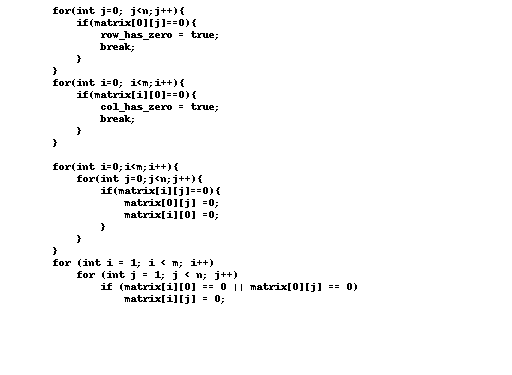 for(int j=0; j<n;j++){
if(matrix[0][j]==0){
row_has_zero = true;
break;
}
}
for(int i=0; i<m;i++){
if(matrix[i][0]==0){
col_has_zero = true;
break;
}
}
for(int i=0;i<m;i++){
for(int j=0;j<n;j++){
if(matrix[i][j]==0){
matrix[0][j] =0;
matrix[i][0] =0;
}
}
}
for (int i = 1; i < m; i++)
for (int j = 1; j < n; j++)
if (matrix[i][0] == 0 || matrix[0][j] == 0)
matrix[i][j] = 0;